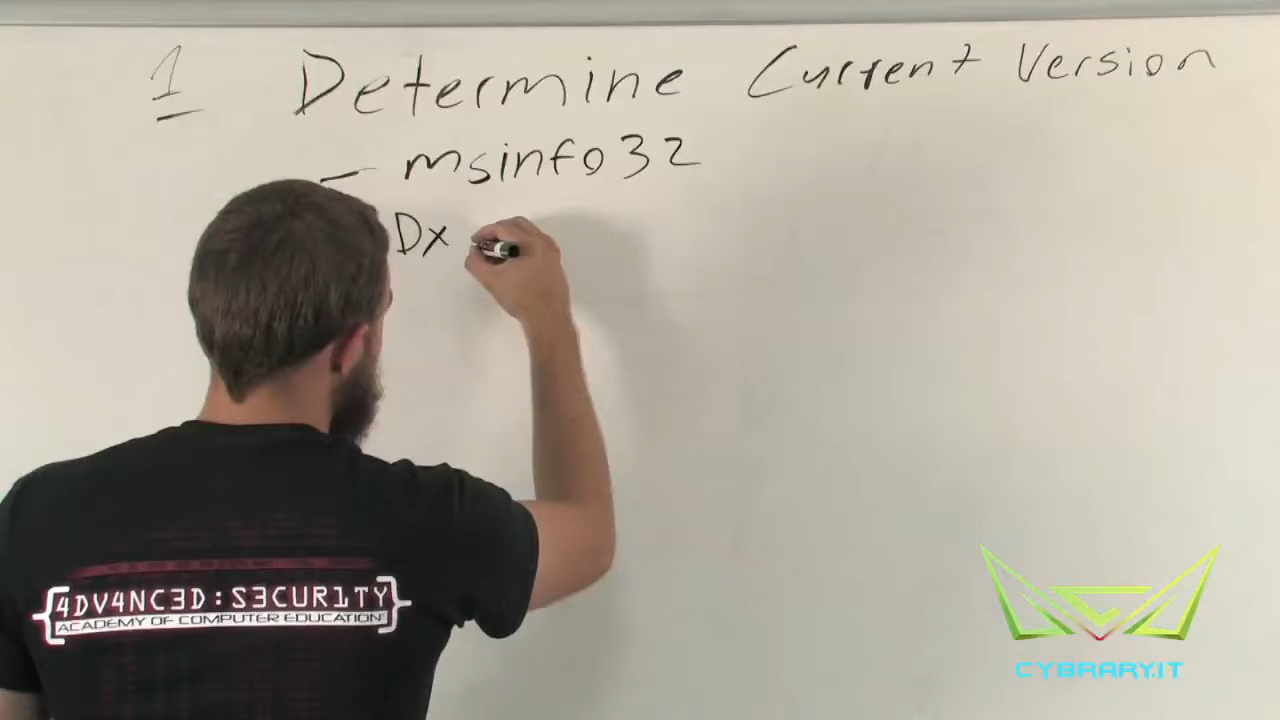 1 Determine Current Version
- msinfo32
Dx
{4DV4NC3D:S3CUR1TY}
ACADEMY OF COMPUTER EDUCATION
CYBRARY.IT